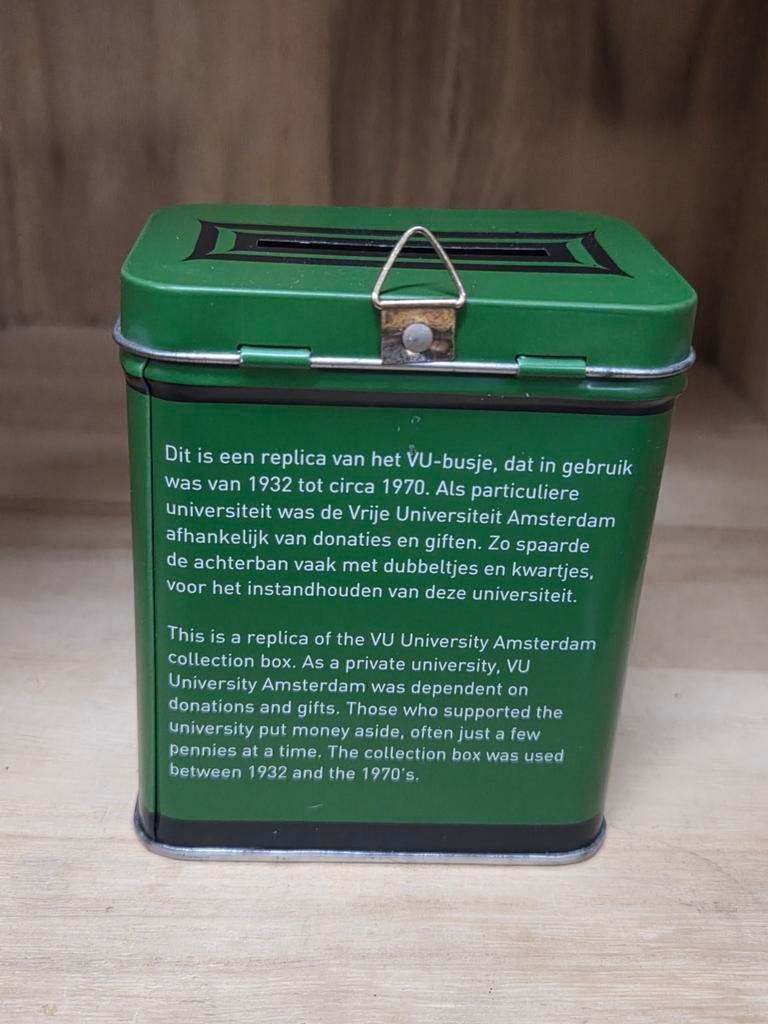 Dit is een replica van het VU-busje, dat in gebruik
was van 1932 tot circa 1970. Als particuliere
universiteit was de Vrije Universiteit Amsterdam
afhankelijk van donaties en giften. Zo spaarde
de achterban vaak met dubbeltjes en kwartjes,
voor het instandhouden van deze universiteit.
This is a replica of the VU University Amsterdam
collection box. As a private university, VU
University Amsterdam was dependent on
donations and gifts. Those who supported the
university put money aside, often just a few
pennies at a time. The collection box was used
between 1932 and the 1970's.